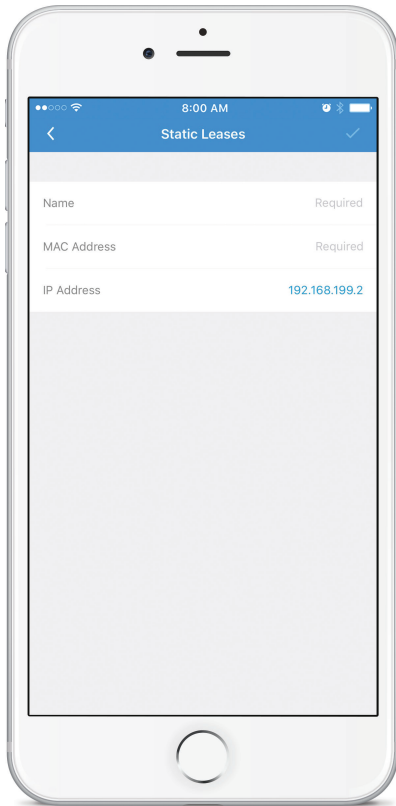 8:00 AM
Static Leases
Name Required
MAC Address Required
IP Address 192.168.199.2